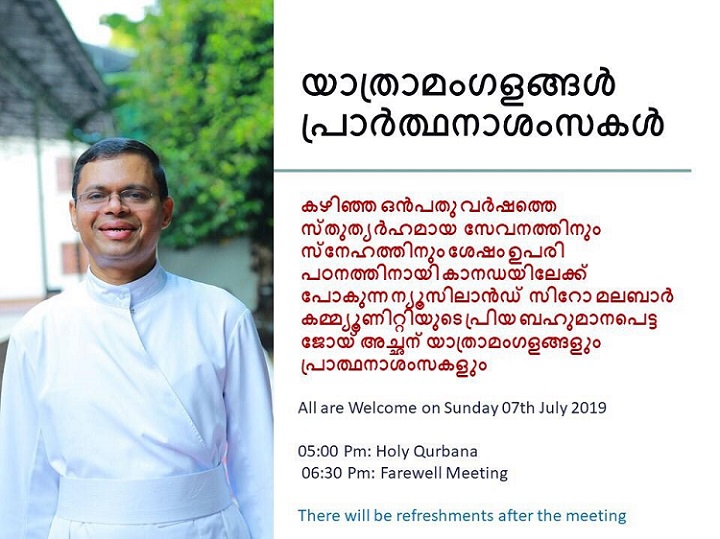 യാത്രാമംഗളങ്ങൾ
പ്രാർത്ഥനാശംസകൾ
കഴിഞ്ഞ ഒൻപതു വർഷത്തെ
സ്തുത്യർഹമായ സേവനത്തിനും
സ്നേഹത്തിനും ശേഷം ഉപരി
പഠനത്തിനായി കാനഡയിലേക്ക്
പോകുന്ന ന്യൂസിലാൻഡ് സിറോ മലബാർ
കമ്മ്യൂണിറ്റിയുടെ പ്രിയ ബഹുമാനപെട്ട
ജോയ് അച്ഛന് യാത്രാമംഗളങ്ങളും
പ്രാത്ഥനാശംസകളും
All are Welcome on Sunday 07th July 2019
05:00 Pm: Holy Qurbana
06:30 Pm: Farewell Meeting
There will be refreshments after the meeting